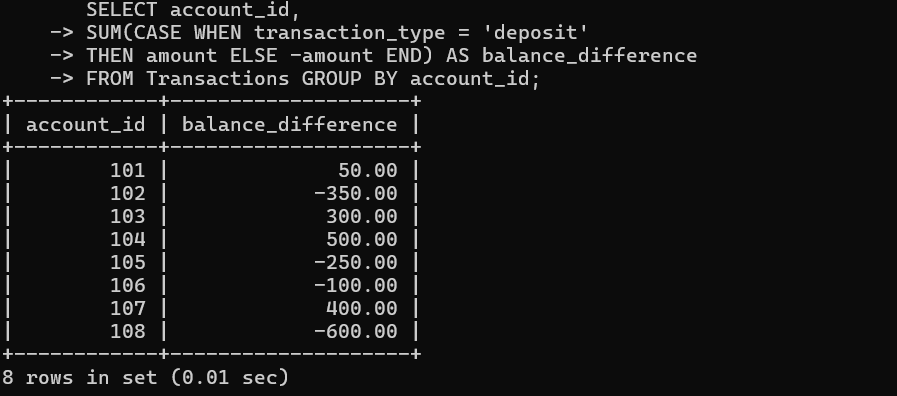 SELECT account_id,
-> SUM(CASE WHEN transaction_type = 'deposit'
-> THEN amount ELSE -amount END) AS balance_difference
-> FROM Transactions GROUP BY account_id;
+------------+--------------------+
| account_id | balance_difference |
+------------+--------------------+
| 101 | 50.00 |
| 102 | -350.00 |
| 103 | 300.00 |
| 104 | 500.00 |
| 105 | -250.00 |
| 106 | -100.00 |
| 107 | 400.00 |
| 108 | -600.00 |
+------------+--------------------+
8 rows in set (0.01 sec)